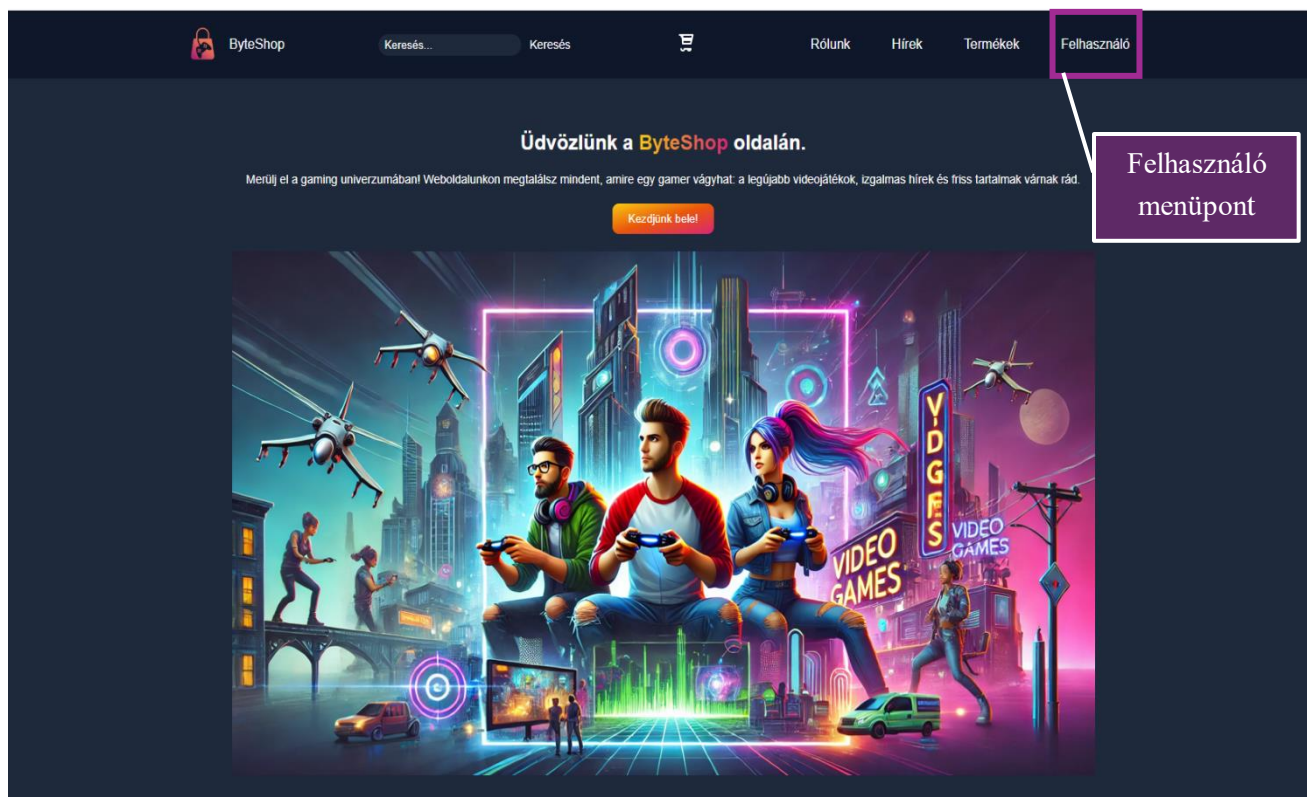 ByteShop
Keresés...
Keresés
Rólunk
Hírek
Termékek
Felhasználó
Felhasználó
menüpont
Üdvözlünk a ByteShop oldalán.
Merülj el a gaming univerzumában! Weboldalunkon megtalálsz mindent, amire egy gamer vágyhat: a legújabb videojátékok, izgalmas hírek és friss tartalmak várnak rád.
Kezdjünk bele!
VIDGES
VIDEO
GAMES
VIDEO
GAMES